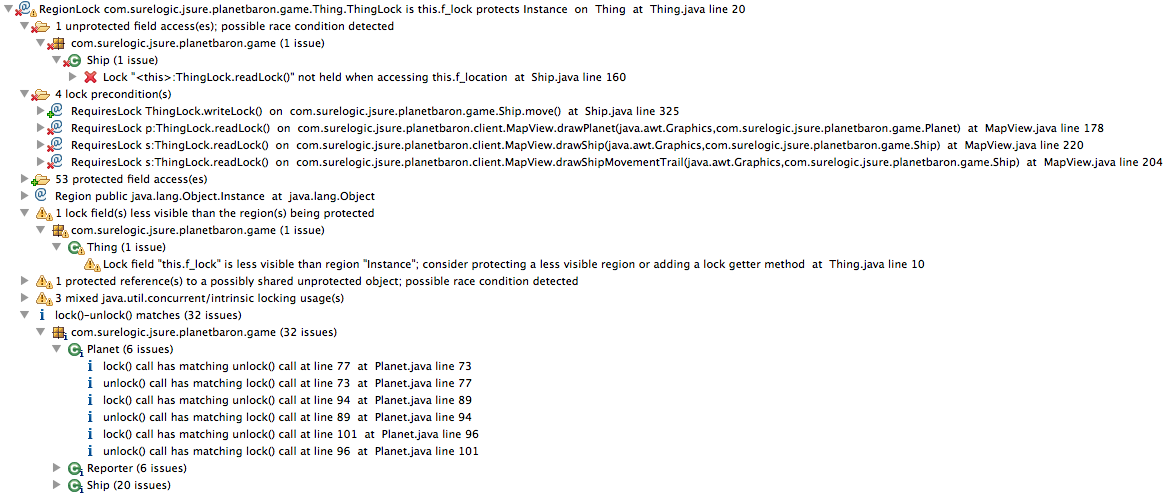 RegionLock com.surelogic.jsure.planetbaron.game.Thing.ThingLock is this.f_lock protects Instance on Thing at Thing.java line 20
1 unprotected field access(es); possible race condition detected
com.surelogic.jsure.planetbaron.game (1 issue)
Ship (1 issue)
Lock "<this>:ThingLock.readLock()" not held when accessing this.f_location at Ship.java line 160
4 lock precondition(s)
RequiresLock ThingLock.writeLock() on com.surelogic.jsure.planetbaron.game.Ship.move() at Ship.java line 325
RequiresLock p:ThingLock.readLock() on com.surelogic.jsure.planetbaron.client.MapView.drawPlanet(java.awt.Graphics,com.surelogic.jsure.planetbaron.game.Planet) at MapView.java line 178
RequiresLock s:ThingLock.readLock() on com.surelogic.jsure.planetbaron.client.MapView.drawShip(java.awt.Graphics,com.surelogic.jsure.planetbaron.game.Ship) at MapView.java line 220
RequiresLock s:ThingLock.readLock() on com.surelogic.jsure.planetbaron.client.MapView.drawShipMovementTrail(java.awt.Graphics,com.surelogic.jsure.planetbaron.game.Ship) at MapView.java line 204
53 protected field access(es)
Region public java.lang.Object.Instance at java.lang.Object
1 lock field(s) less visible than the region(s) being protected
com.surelogic.jsure.planetbaron.game (1 issue)
Thing (1 issue)
Lock field "this.f_lock" is less visible than region "Instance"; consider protecting a less visible region or adding a lock getter method at Thing.java line 10
1 protected reference(s) to a possibly shared unprotected object; possible race condition detected
3 mixed java.util.concurrent/intrinsic locking usage(s)
lock()-unlock() matches (32 issues)
com.surelogic.jsure.planetbaron.game (32 issues)
Planet (6 issues)
lock() call has matching unlock() call at line 77 at Planet.java line 73
unlock() call has matching lock() call at line 73 at Planet.java line 77
lock() call has matching unlock() call at line 94 at Planet.java line 89
unlock() call has matching lock() call at line 89 at Planet.java line 94
lock() call has matching unlock() call at line 101 at Planet.java line 96
unlock() call has matching lock() call at line 96 at Planet.java line 101
Reporter (6 issues)
Ship (20 issues)